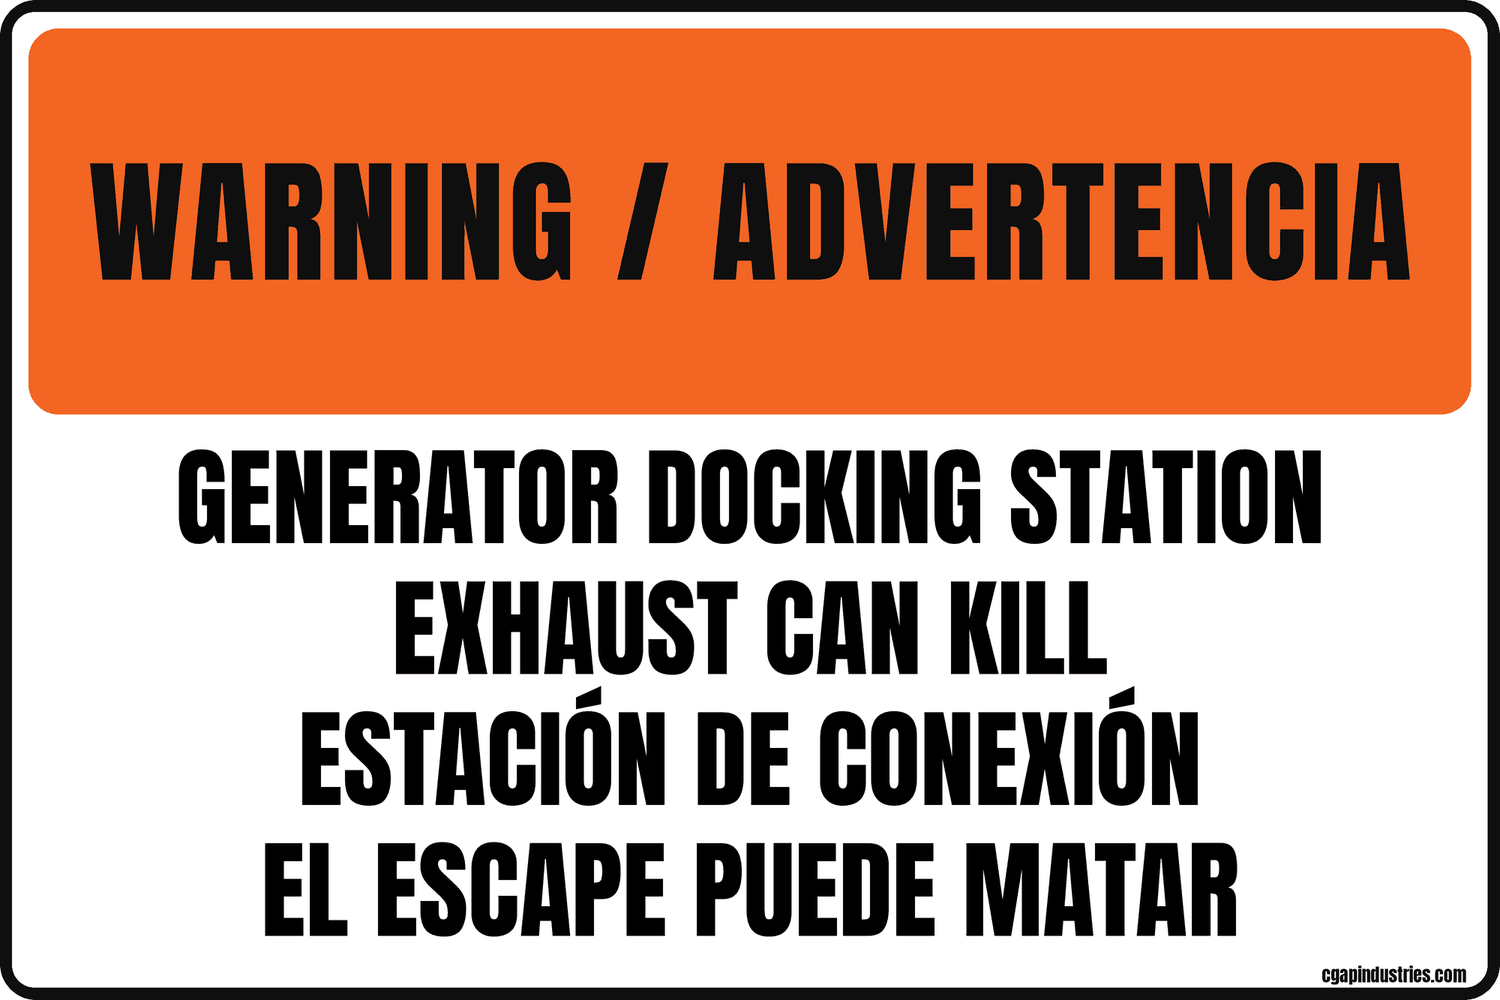 WARNING / ADVERTENCIA
GENERATOR DOCKING STATION
EXHAUST CAN KILL
ESTACIÓN DE CONEXIÓN
EL ESCAPE PUEDE MATAR
cgapindustries.com